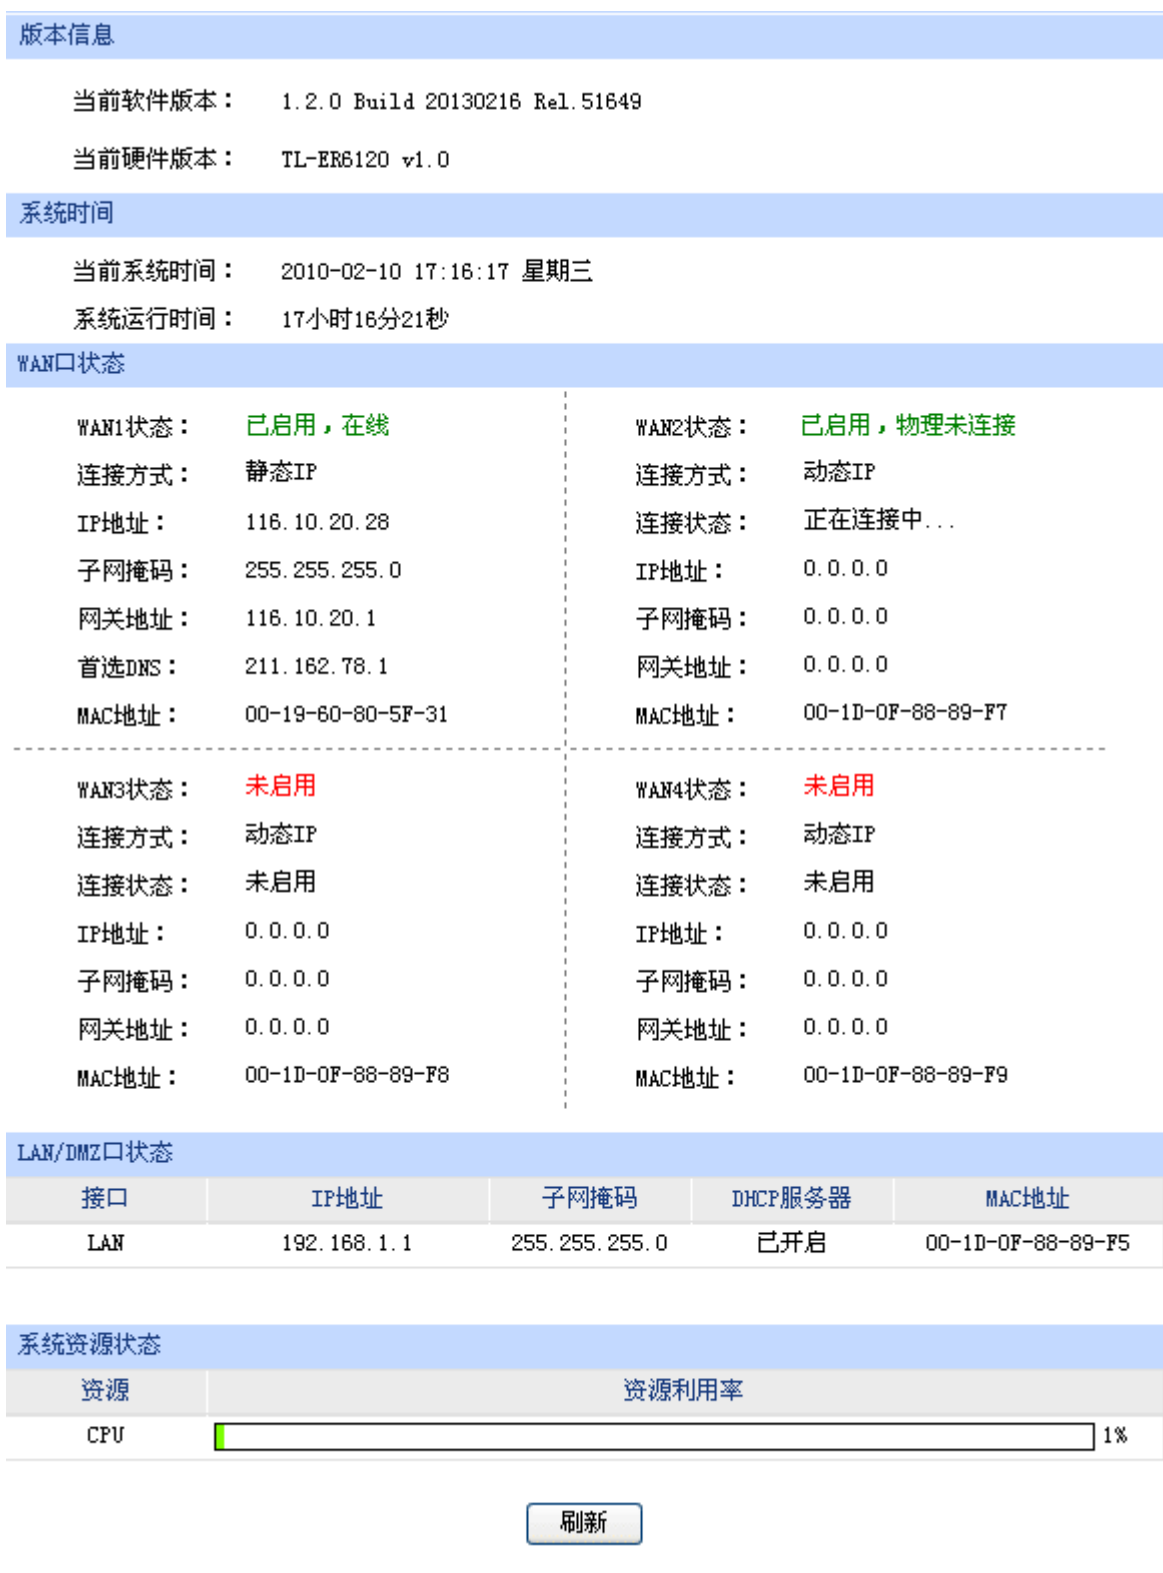 版本信息
当前软件版本： 1.2.0 Build 20130216 Rel.51649
当前硬件版本： TL-ER6120 v1.0
系统时间
当前系统时间： 2010-02-10 17:16:17 星期三
系统运行时间： 17小时16分21秒
WAN口状态
WAN1状态： 已启用，在线
连接方式： 静态IP
IP地址： 116.10.20.28
子网掩码： 255.255.255.0
网关地址： 116.10.20.1
首选DNS： 211.162.78.1
MAC地址： 00-19-60-80-5F-31
WAN2状态： 已启用，物理未连接
连接方式： 动态IP
连接状态： 正在连接中...
IP地址： 0.0.0.0
子网掩码： 0.0.0.0
网关地址： 0.0.0.0
MAC地址： 00-1D-0F-88-89-F7
WAN3状态： 未启用
连接方式： 动态IP
连接状态： 未启用
IP地址： 0.0.0.0
子网掩码： 0.0.0.0
网关地址： 0.0.0.0
MAC地址： 00-1D-0F-88-89-F8
WAN4状态： 未启用
连接方式： 动态IP
连接状态： 未启用
IP地址： 0.0.0.0
子网掩码： 0.0.0.0
网关地址： 0.0.0.0
MAC地址： 00-1D-0F-88-89-F9
LAN/DMZ口状态
接口 IP地址 子网掩码 DHCP服务器 MAC地址
LAN 192.168.1.1 255.255.255.0 已开启 00-1D-0F-88-89-F5
系统资源状态
资源 资源利用率
CPU 1%
刷新